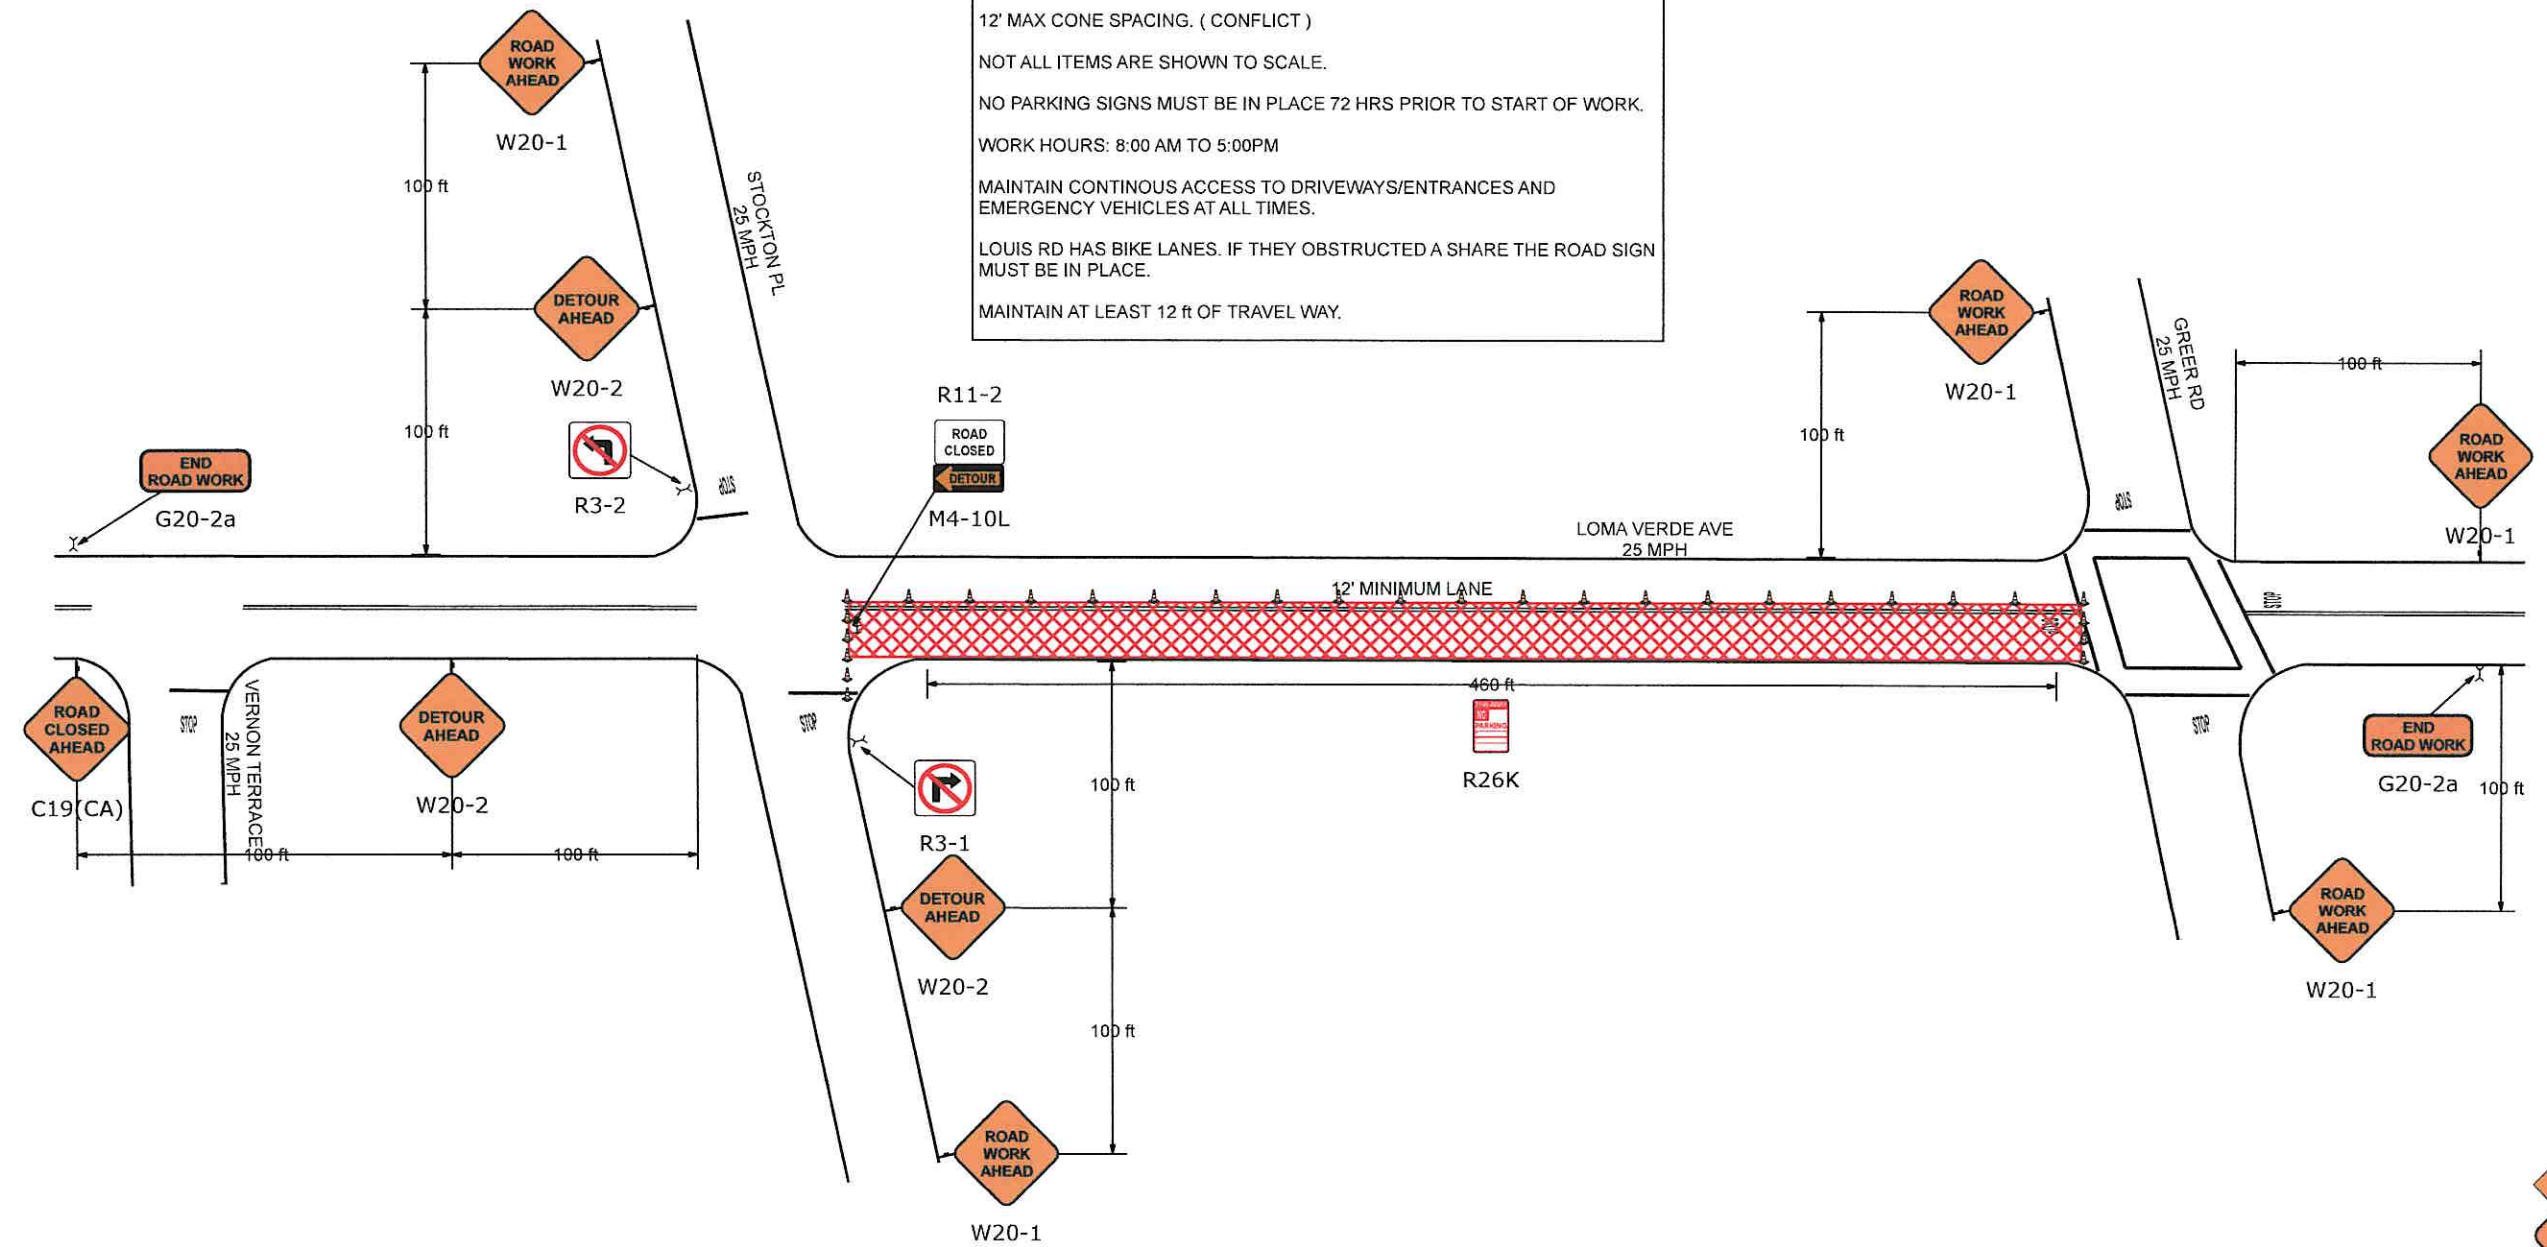 12' MAX CONE SPACING. ( CONFLICT )
NOT ALL ITEMS ARE SHOWN TO SCALE.
NO PARKING SIGNS MUST BE IN PLACE 72 HRS PRIOR TO START OF WORK.
WORK HOURS: 8:00 AM TO 5:00PM
MAINTAIN CONTINOUS ACCESS TO DRIVEWAYS/ENTRANCES AND
EMERGENCY VEHICLES AT ALL TIMES.
LOUIS RD HAS BIKE LANES. IF THEY OBSTRUCTED A SHARE THE ROAD SIGN
MUST BE IN PLACE.
MAINTAIN AT LEAST 12 ft OF TRAVEL WAY.
ROAD
WORK
AHEAD
W20-1
100 ft
STOCKTON PL
25 MPH
DETOUR
AHEAD
W20-2
100 ft
R3-2
STOP
END
ROAD WORK
G20-2a
R11-2
ROAD
CLOSED
DETOUR
M4-10L
ROAD
WORK
AHEAD
W20-1
100 ft
GREER RD
25 MPH
100 ft
ROAD
WORK
AHEAD
W20-1
STOP
STOP
LOMA VERDE AVE
25 MPH
12' MINIMUM LANE
460 ft
NO
PARKING
R26K
ROAD
CLOSED
AHEAD
C19(CA)
STOP
VERNON TERRACE
25 MPH
DETOUR
AHEAD
W20-2
100 ft
100 ft
STOP
R3-1
100 ft
DETOUR
AHEAD
W20-2
100 ft
ROAD
WORK
AHEAD
W20-1
STOP
END
ROAD WORK
G20-2a
100 ft
ROAD
WORK
AHEAD
W20-1